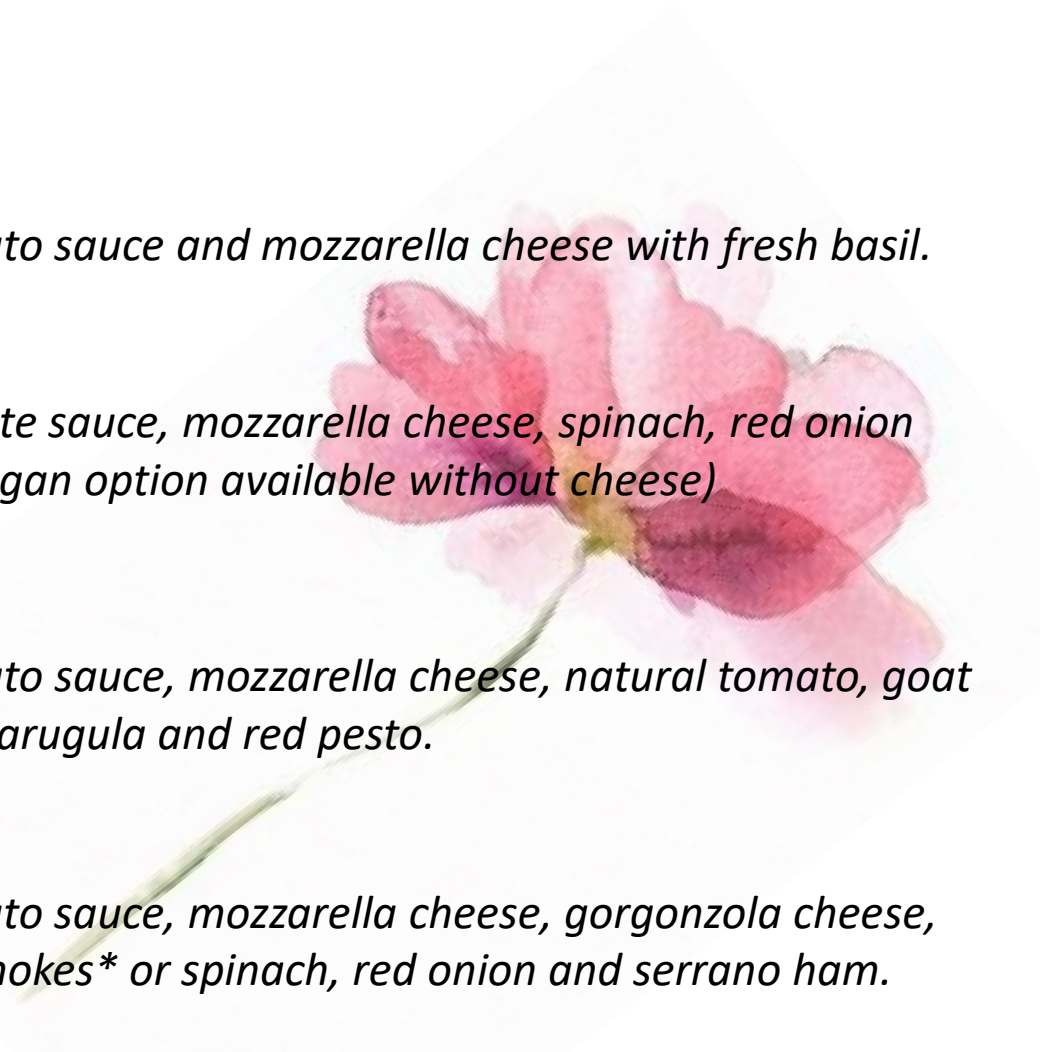 to sauce and mozzarella cheese with fresh basil.
te sauce, mozzarella cheese, spinach, red onion
gan option available without cheese)
to sauce, mozzarella cheese, natural tomato, goat
arugula and red pesto.
to sauce, mozzarella cheese, gorgonzola cheese,
hokes* or spinach, red onion and serrano ham.